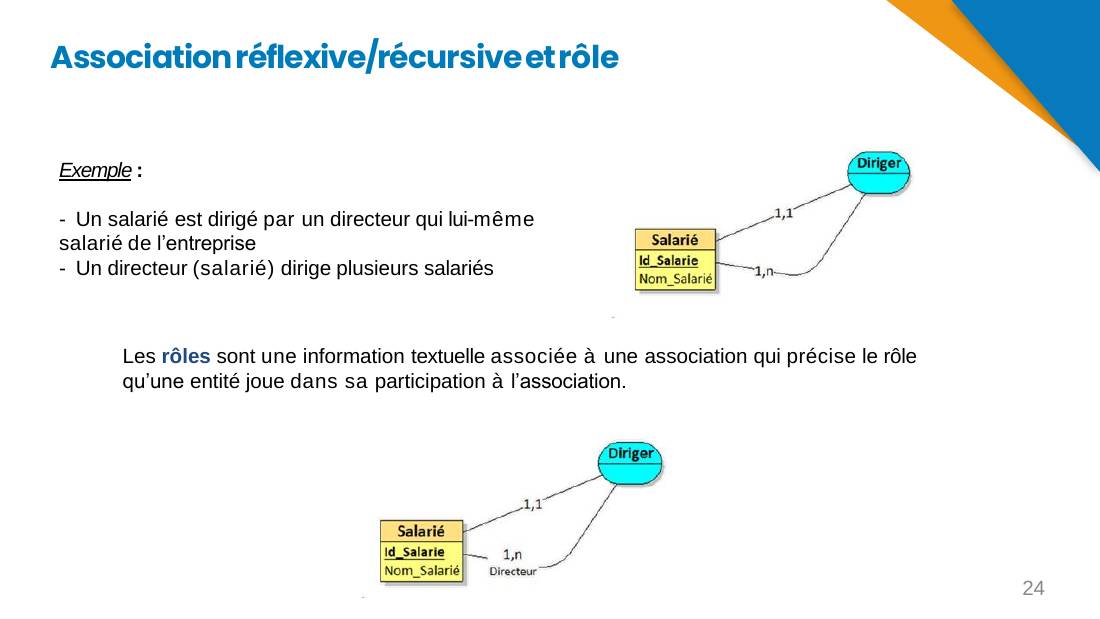 Association réflexive/récursive et rôle
Exemple :
- Un salarié est dirigé par un directeur qui lui-même
salarié de l’entreprise
- Un directeur (salarié) dirige plusieurs salariés
Diriger
1,1
Salarié
Id_Salarie
Nom_Salarié
1,n
Les rôles sont une information textuelle associée à une association qui précise le rôle
qu’une entité joue dans sa participation à l’association.
Diriger
1,1
Salarié
Id_Salarie
Nom_Salarié
1,n
Directeur
24